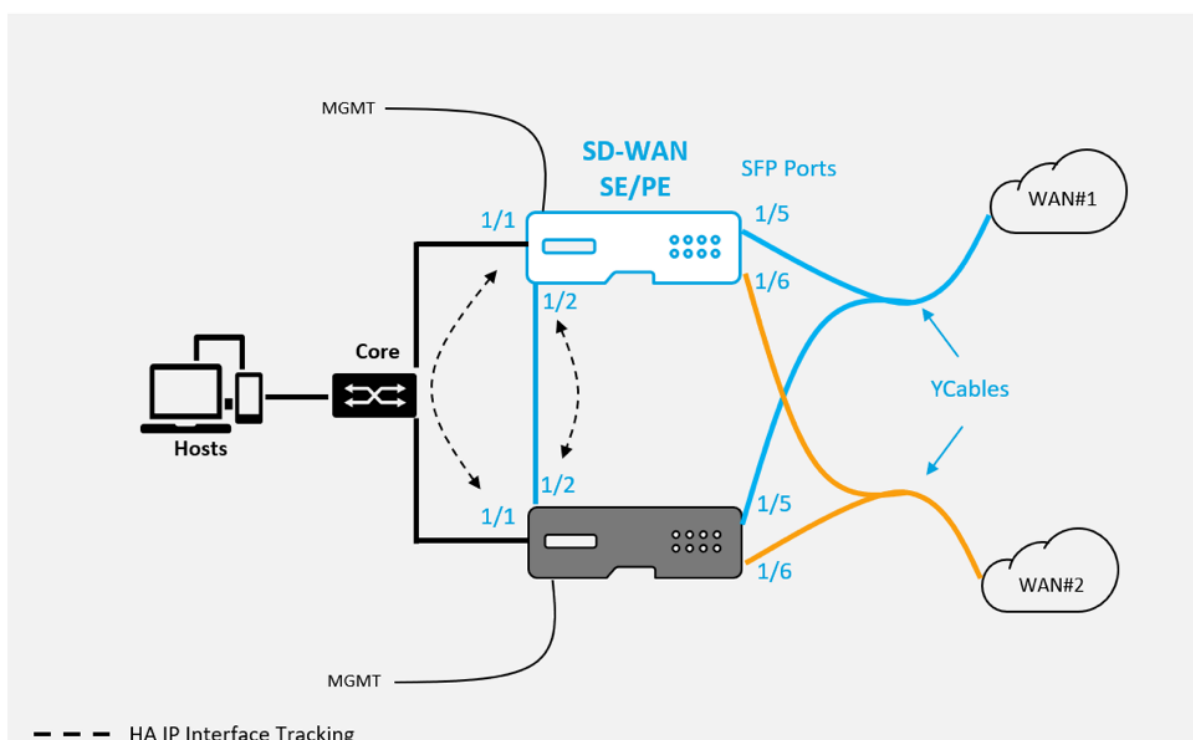 MGMT
SD-WAN
SE/PE
SFP Ports
1/1
1/5
WAN#1
1/6
1/2
Core
YCables
Hosts
1/2
1/5
1/1
1/6
WAN#2
MGMT
HA IP Interface Tracking